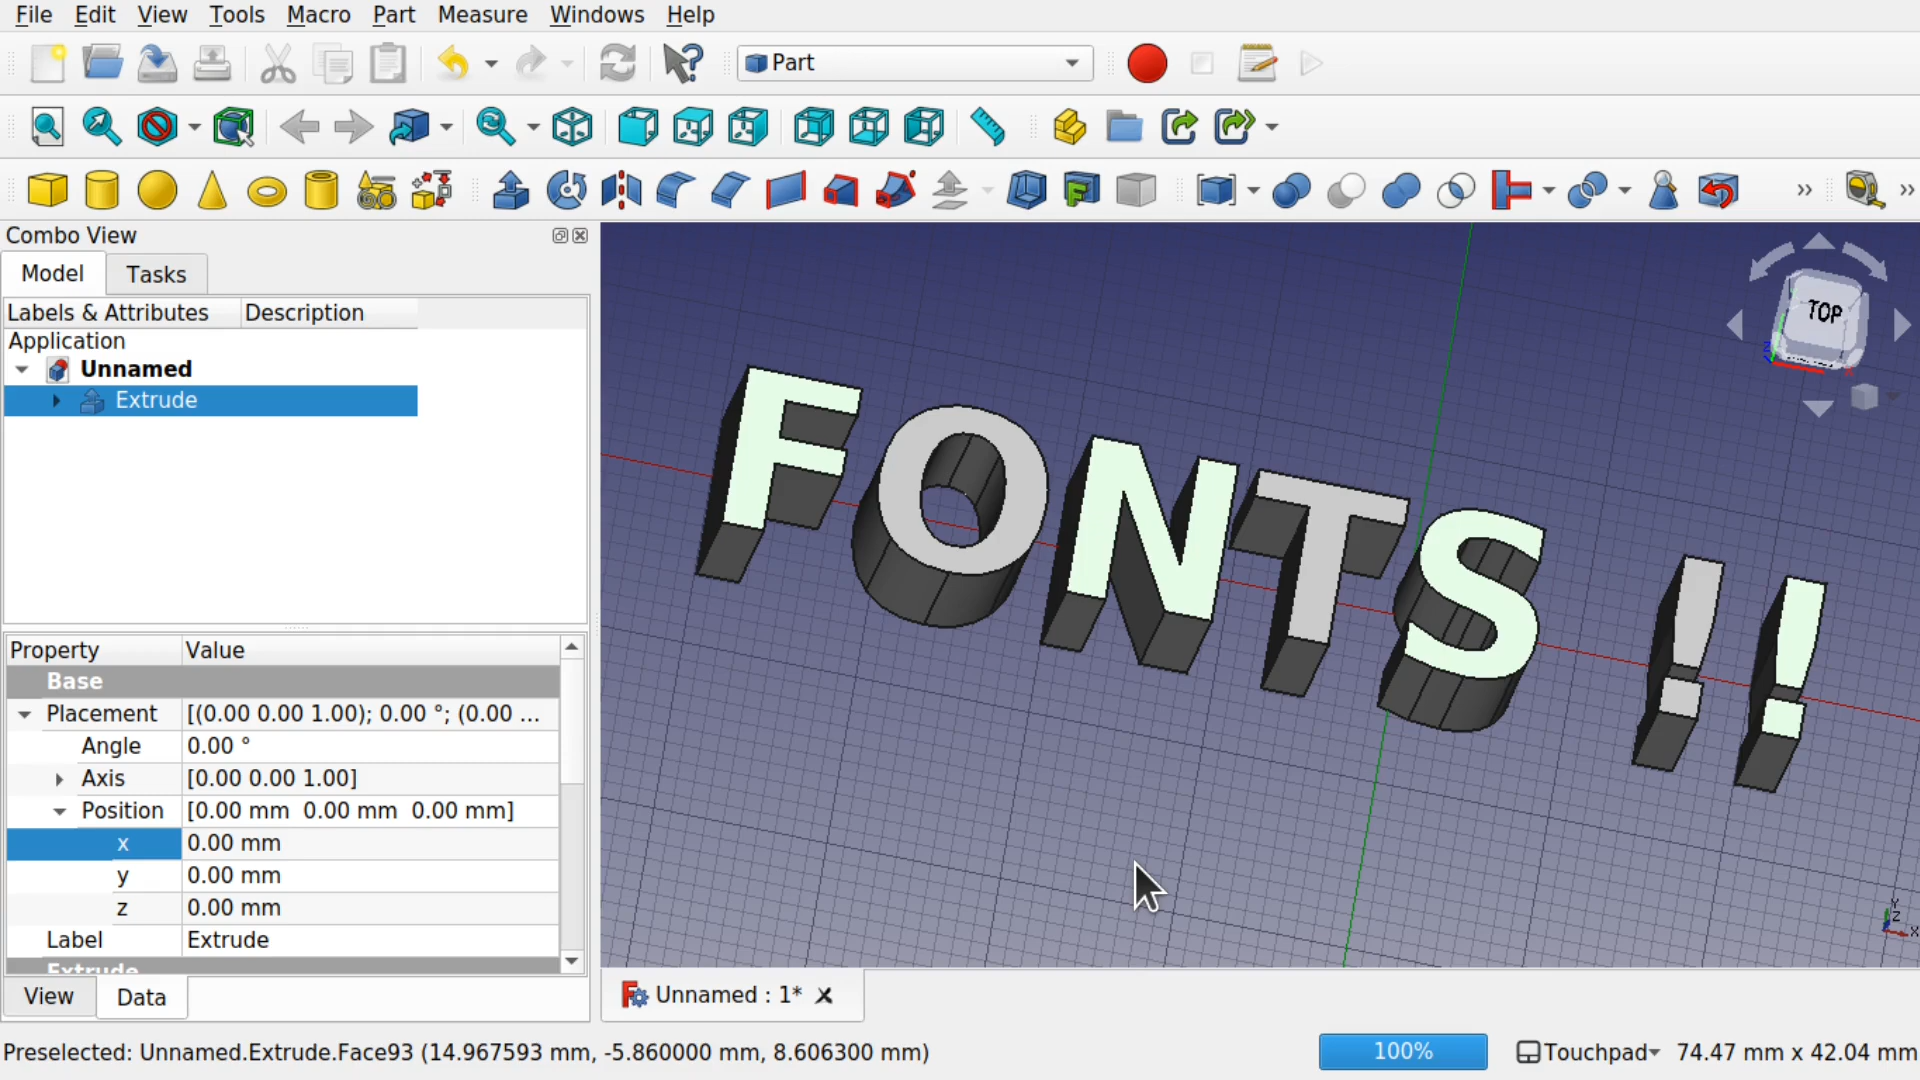 File Edit View Tools Macro Part Measure Windows Help
Part
Combo View
Model Tasks
Labels & Attributes Description
Application
Unnamed
Extrude
TOP
FONTS !!
Property Value
Base
Placement [(0.00 0.00 1.00); 0.00 °; (0.00 ...
Angle 0.00 °
Axis [0.00 0.00 1.00]
Position [0.00 mm 0.00 mm 0.00 mm]
x 0.00 mm
y 0.00 mm
z 0.00 mm
Label Extrude
Extrude
Y
Z
X
View Data
Unnamed : 1*
Preselected: Unnamed.Extrude.Face93 (14.967593 mm, -5.860000 mm, 8.606300 mm)
100%
Touchpad 74.47 mm x 42.04 mm